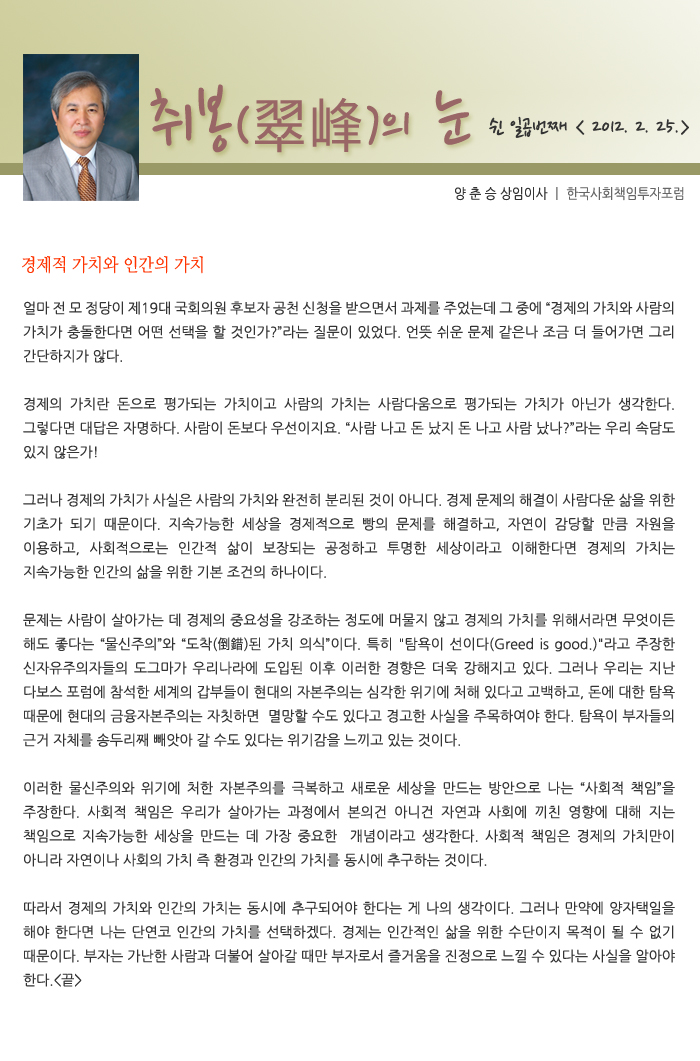 취봉(翠峰)의 눈 쉰 일곱번째 < 2012. 2. 25.>
양 춘 승 상임이사 | 한국사회책임투자포럼
경제적 가치와 인간의 가치
얼마 전 모 정당이 제19대 국회의원 후보자 공천 신청을 받으면서 과제를 주었는데 그 중에 “경제의 가치와 사람의
가치가 충돌한다면 어떤 선택을 할 것인가?”라는 질문이 있었다. 언뜻 쉬운 문제 같은나 조금 더 들어가면 그리
간단하지가 않다.
경제의 가치란 돈으로 평가되는 가치이고 사람의 가치는 사람다움으로 평가되는 가치가 아닌가 생각한다.
그렇다면 대답은 자명하다. 사람이 돈보다 우선이지요. “사람 나고 돈 났지 돈 나고 사람 났나?”라는 우리 속담도
있지 않은가!
그러나 경제의 가치가 사실은 사람의 가치와 완전히 분리된 것이 아니다. 경제 문제의 해결이 사람다운 삶을 위한
기초가 되기 때문이다. 지속가능한 세상을 경제적으로 빵의 문제를 해결하고, 자연이 감당할 만큼 자원을
이용하고, 사회적으로는 인간적 삶이 보장되는 공정하고 투명한 세상이라고 이해한다면 경제의 가치는
지속가능한 인간의 삶을 위한 기본 조건의 하나이다.
문제는 사람이 살아가는 데 경제의 중요성을 강조하는 정도에 머물지 않고 경제의 가치를 위해서라면 무엇이든
해도 좋다는 “물신주의”와 “도착(倒錯)된 가치 의식”이다. 특히 "탐욕이 선이다(Greed is good.)"라고 주장한
신자유주의자들의 도그마가 우리나라에 도입된 이후 이러한 경향은 더욱 강해지고 있다. 그러나 우리는 지난
다보스 포럼에 참석한 세계의 갑부들이 현대의 자본주의는 심각한 위기에 처해 있다고 고백하고, 돈에 대한 탐욕
때문에 현대의 금융자본주의는 자칫하면 멸망할 수도 있다고 경고한 사실을 주목하여야 한다. 탐욕이 부자들의
근거 자체를 송두리째 빼앗아 갈 수도 있다는 위기감을 느끼고 있는 것이다.
이러한 물신주의와 위기에 처한 자본주의를 극복하고 새로운 세상을 만드는 방안으로 나는 “사회적 책임”을
주장한다. 사회적 책임은 우리가 살아가는 과정에서 본의건 아니건 자연과 사회에 끼친 영향에 대해 지는
책임으로 지속가능한 세상을 만드는 데 가장 중요한 개념이라고 생각한다. 사회적 책임은 경제의 가치만이
아니라 자연이나 사회의 가치 즉 환경과 인간의 가치를 동시에 추구하는 것이다.
따라서 경제의 가치와 인간의 가치는 동시에 추구되어야 한다는 게 나의 생각이다. 그러나 만약에 양자택일을
해야 한다면 나는 단연코 인간의 가치를 선택하겠다. 경제는 인간적인 삶을 위한 수단이지 목적이 될 수 없기
때문이다. 부자는 가난한 사람과 더불어 살아갈 때만 부자로서 즐거움을 진정으로 느낄 수 있다는 사실을 알아야
한다.<끝>